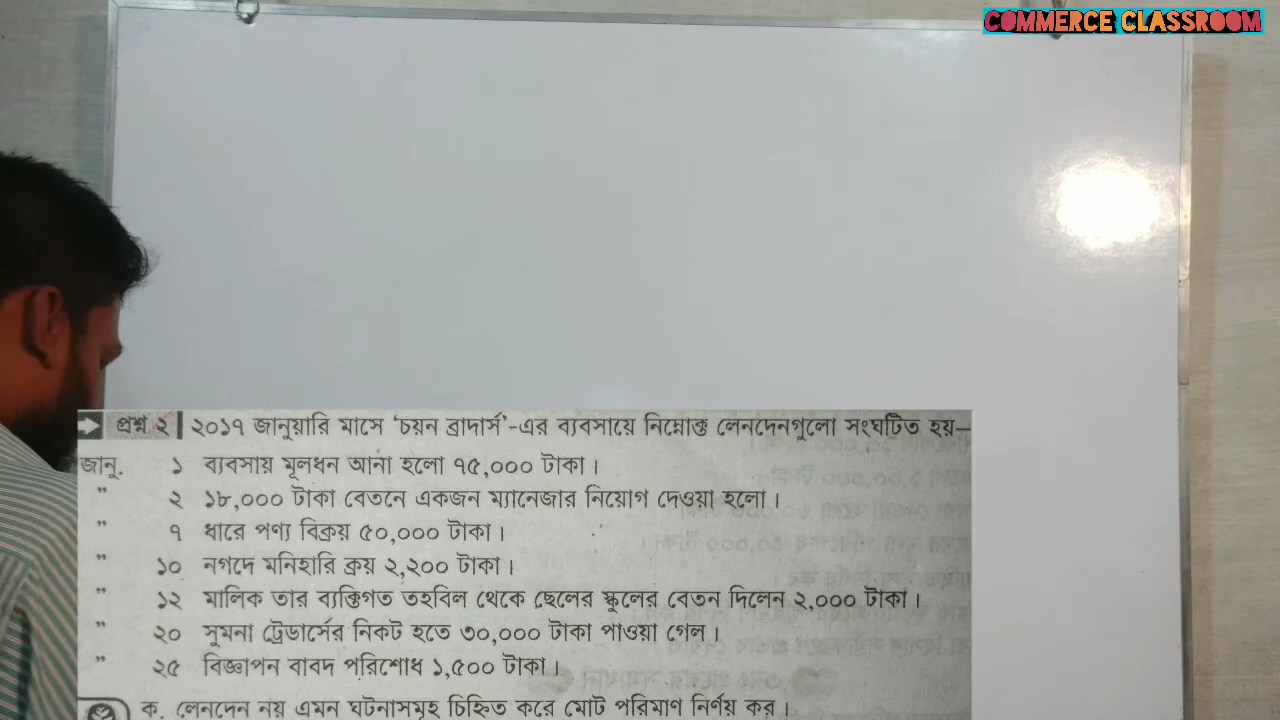 COMMERCE CLASSROOM
প্রশ্ন ২ | ২০১৭ জানুয়ারি মাসে ‘চয়ন ব্রাদার্স’-এর ব্যবসায়ে নিম্নোক্ত লেনদেনগুলো সংঘটিত হয়—
জানু. ১ ব্যবসায় মূলধন আনা হলো ৭৫,০০০ টাকা।
” ২ ১৮,০০০ টাকা বেতনে একজন ম্যানেজার নিয়োগ দেওয়া হলো।
” ৭ ধারে পণ্য বিক্রয় ৫০,০০০ টাকা।
” ১০ নগদে মনিহারি ক্রয় ২,২০০ টাকা।
” ১২ মালিক তার ব্যক্তিগত তহবিল থেকে ছেলের স্কুলের বেতন দিলেন ২,০০০ টাকা।
” ২০ সুমনা ট্রেডার্সের নিকট হতে ৩০,০০০ টাকা পাওয়া গেল।
” ২৫ বিজ্ঞাপন বাবদ পরিশোধ ১,৫০০ টাকা।
ক. লেনদেন নয় এমন ঘটনাসমূহ চিহ্নিত করে মোট পরিমাণ নির্ণয় কর।